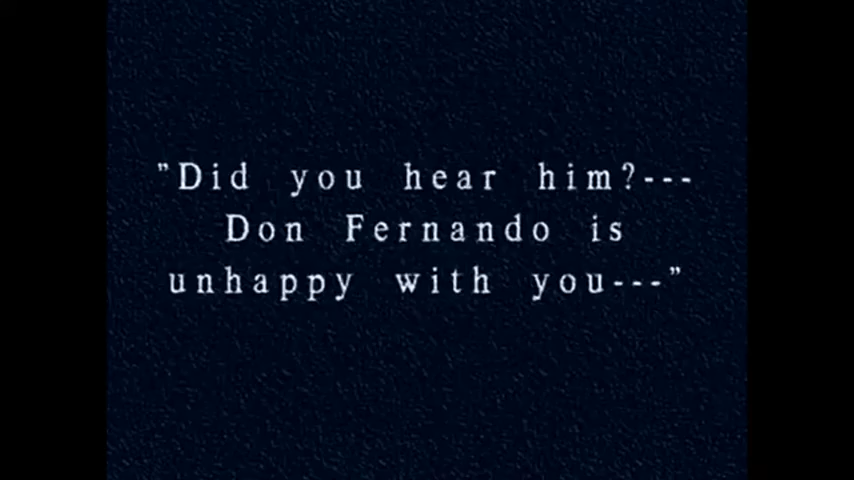 "Did you hear him?---
Don Fernando is
unhappy with you---"